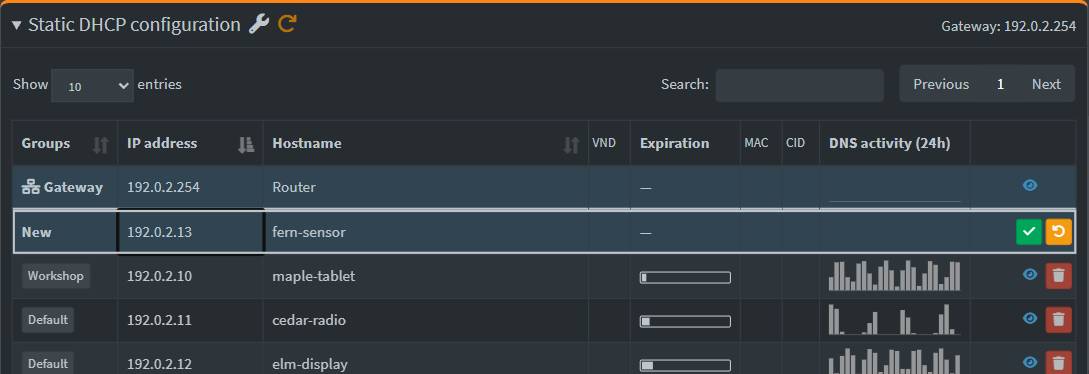 Static DHCP configuration Gateway: 192.0.2.254
Show 10 entries Search: Previous 1 Next
Groups IP address Hostname VND Expiration MAC CID DNS activity (24h)
Gateway 192.0.2.254 Router —
New 192.0.2.13 fern-sensor —
Workshop 192.0.2.10 maple-tablet
Default 192.0.2.11 cedar-radio
Default 192.0.2.12 elm-display